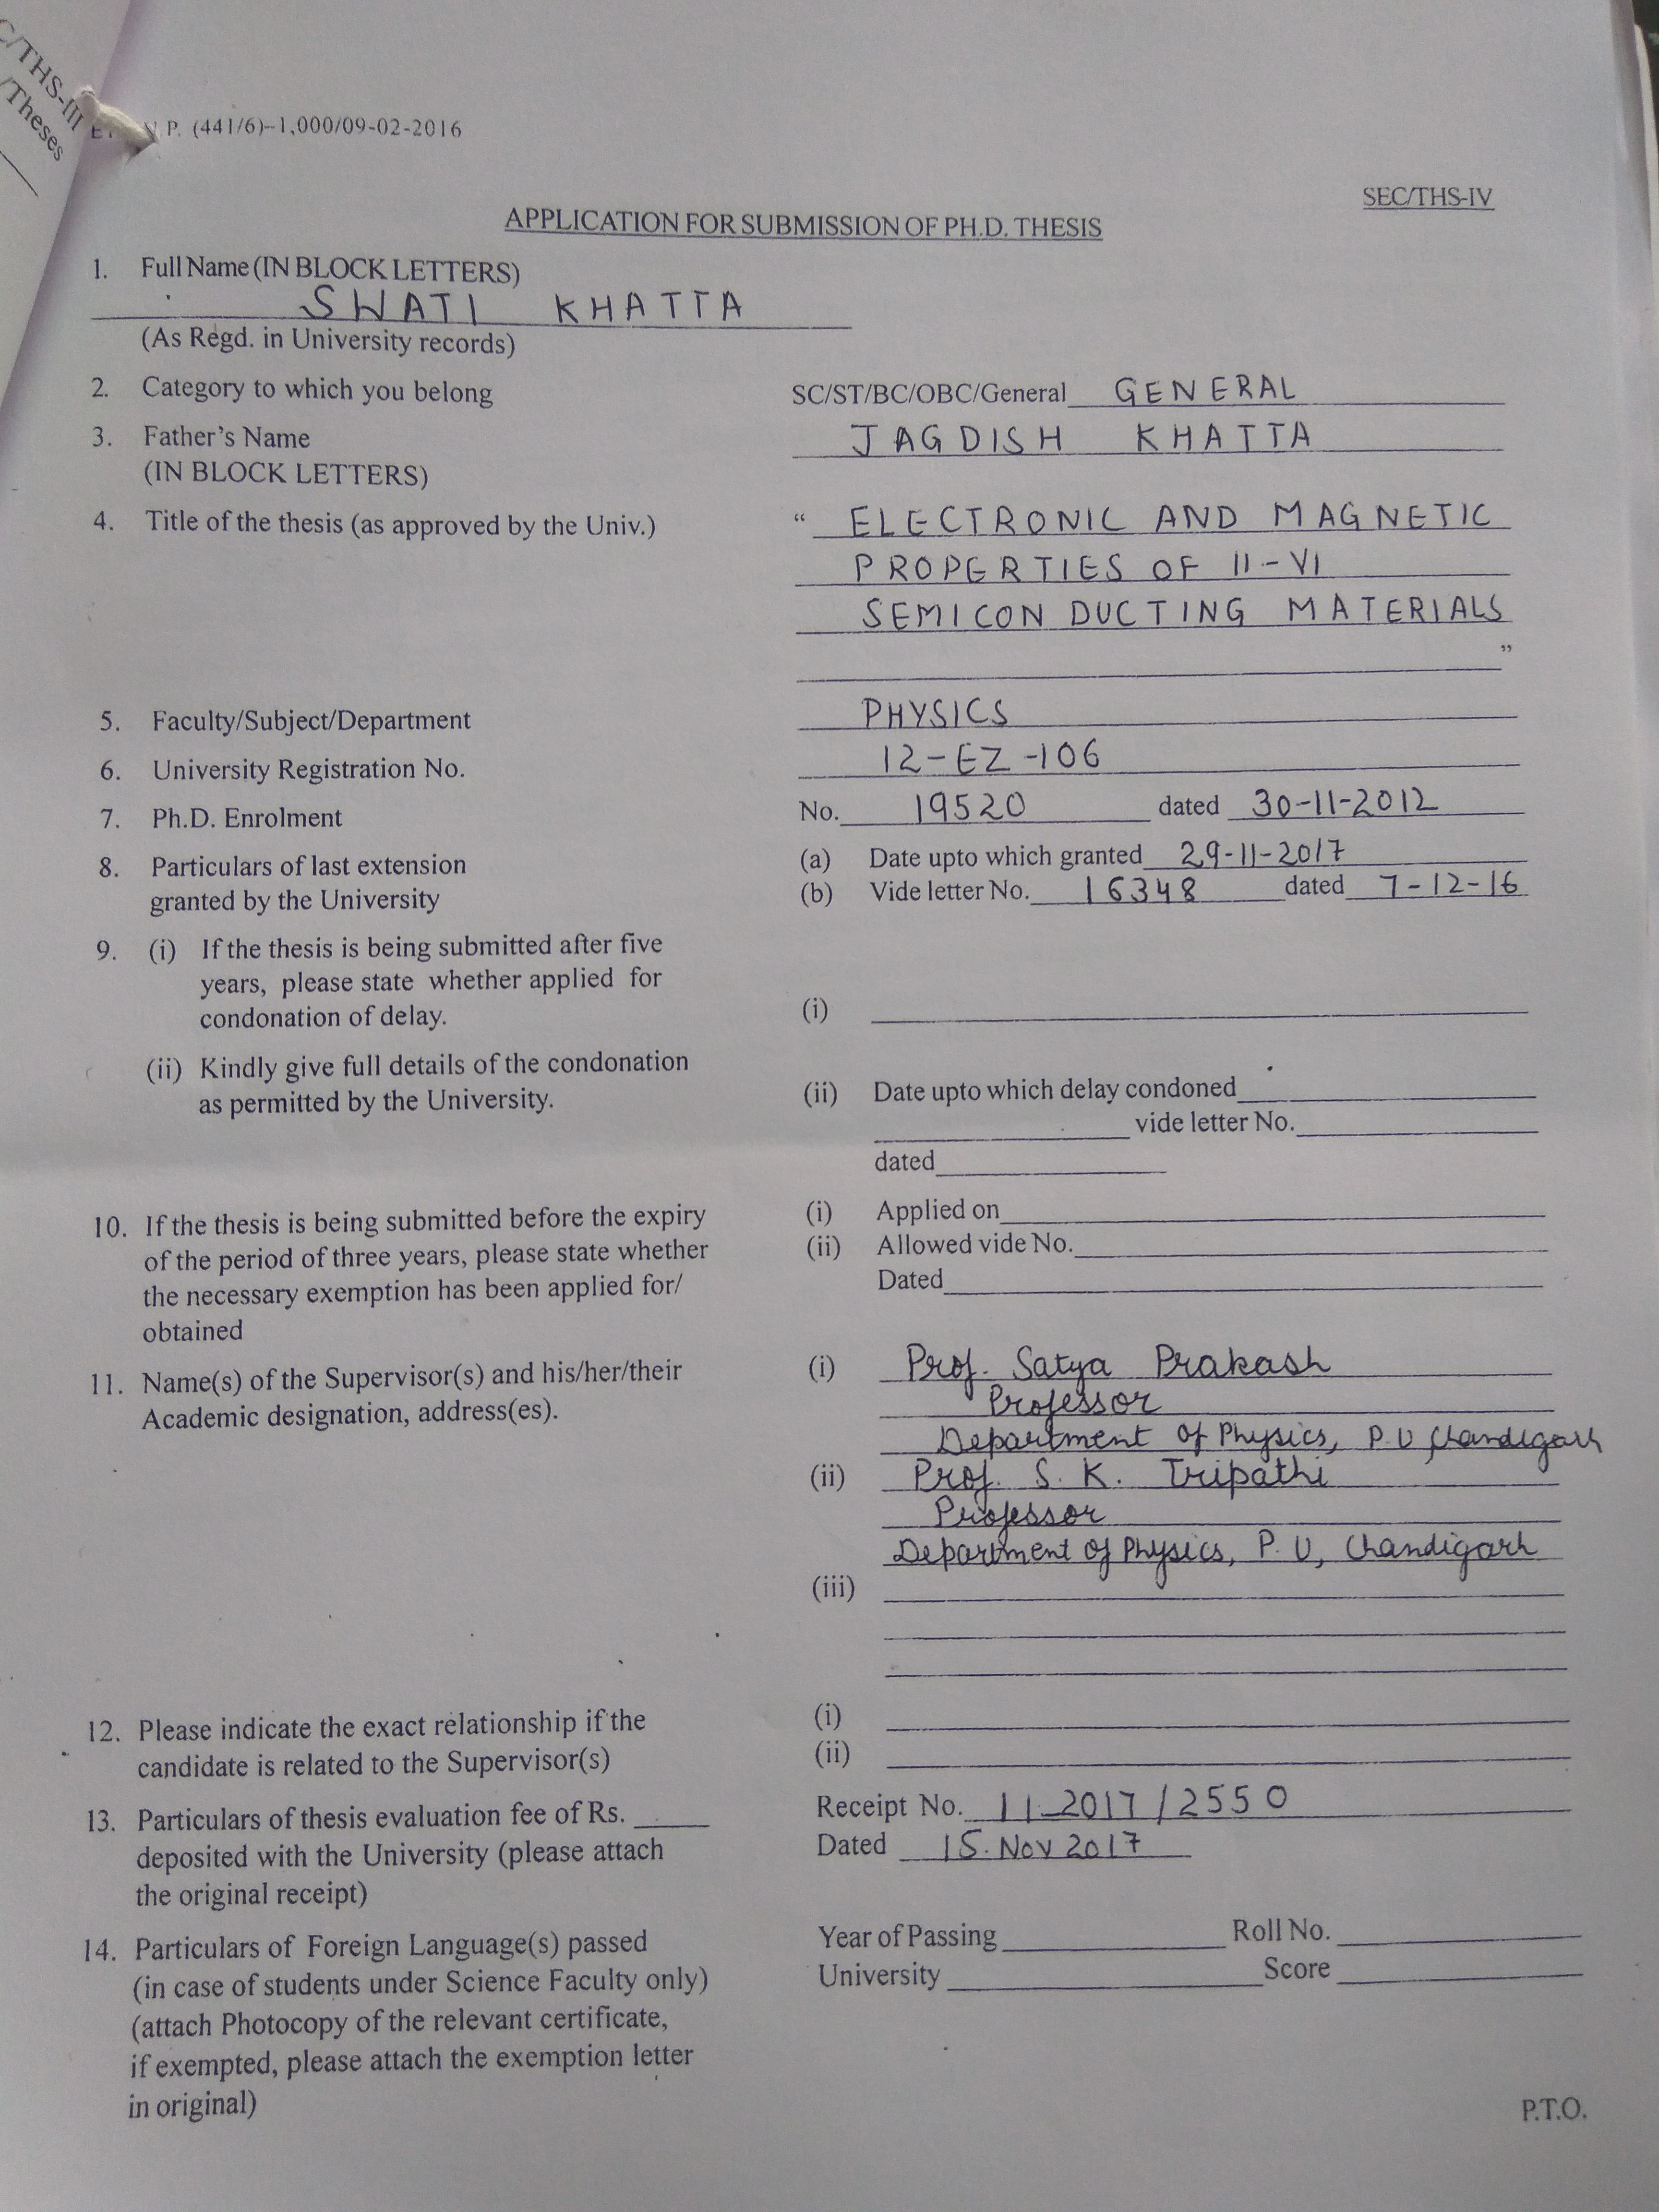 C/THS-III
/Theses
P. (441/6)–1,000/09-02-2016
SEC/THS-IV
APPLICATION FOR SUBMISSION OF PH.D. THESIS
1. Full Name (IN BLOCK LETTERS)
SWATI KHATTA
(As Regd. in University records)
2. Category to which you belong SC/ST/BC/OBC/General GENERAL
3. Father's Name JAGDISH KHATTA
(IN BLOCK LETTERS)
4. Title of the thesis (as approved by the Univ.) “ ELECTRONIC AND MAGNETIC
PROPERTIES OF II-VI
SEMICONDUCTING MATERIALS
”
5. Faculty/Subject/Department PHYSICS
6. University Registration No. 12-EZ-106
7. Ph.D. Enrolment No. 19520 dated 30-11-2012
8. Particulars of last extension (a) Date upto which granted 29-11-2017
granted by the University (b) Vide letter No. 16348 dated 7-12-16
9. (i) If the thesis is being submitted after five
years, please state whether applied for
condonation of delay. (i)
(ii) Kindly give full details of the condonation (ii) Date upto which delay condoned
as permitted by the University. vide letter No.
dated
10. If the thesis is being submitted before the expiry (i) Applied on
of the period of three years, please state whether (ii) Allowed vide No.
the necessary exemption has been applied for/ Dated
obtained
11. Name(s) of the Supervisor(s) and his/her/their (i) Prof. Satya Prakash
Academic designation, address(es). Professor
Department of Physics, P.U, Chandigarh
(ii) Prof. S. K. Tripathi
Professor
Department of Physics, P.U, Chandigarh
(iii)
12. Please indicate the exact relationship if the (i)
candidate is related to the Supervisor(s) (ii)
13. Particulars of thesis evaluation fee of Rs. Receipt No. 11-2017/2550
deposited with the University (please attach Dated 15. Nov 2017
the original receipt)
14. Particulars of Foreign Language(s) passed Year of Passing Roll No.
(in case of students under Science Faculty only) University Score
(attach Photocopy of the relevant certificate,
if exempted, please attach the exemption letter
in original)
P.T.O.